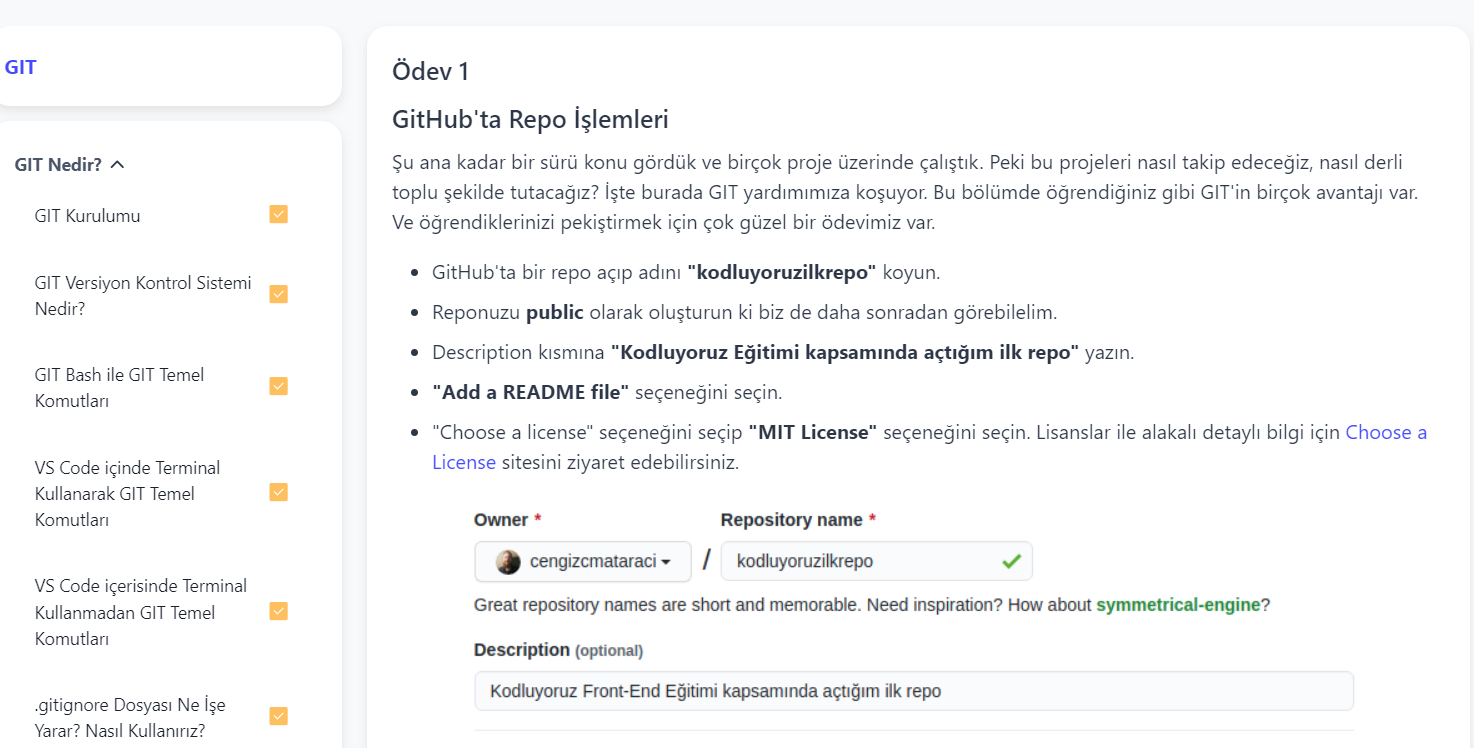 GIT
GIT Nedir?
GIT Kurulumu
GIT Versiyon Kontrol Sistemi
Nedir?
GIT Bash ile GIT Temel
Komutları
VS Code içinde Terminal
Kullanarak GIT Temel
Komutları
VS Code içerisinde Terminal
Kullanmadan GIT Temel
Komutları
.gitignore Dosyası Ne İşe
Yarar? Nasıl Kullanırız?
Ödev 1
GitHub'ta Repo İşlemleri
Şu ana kadar bir sürü konu gördük ve birçok proje üzerinde çalıştık. Peki bu projeleri nasıl takip edeceğiz, nasıl derli
toplu şekilde tutacağız? İşte burada GIT yardımımıza koşuyor. Bu bölümde öğrendiğiniz gibi GIT'in birçok avantajı var.
Ve öğrendiklerinizi pekiştirmek için çok güzel bir ödevimiz var.
• GitHub'ta bir repo açıp adını "kodluyoruzilkrepo" koyun.
• Reponuzu public olarak oluşturun ki biz de daha sonradan görebilelim.
• Description kısmına "Kodluyoruz Eğitimi kapsamında açtığım ilk repo" yazın.
• "Add a README file" seçeneğini seçin.
• "Choose a license" seçeneğini seçip "MIT License" seçeneğini seçin. Lisanslar ile alakalı detaylı bilgi için Choose a
License sitesini ziyaret edebilirsiniz.
Owner * Repository name *
cengizcmataraci / kodluyoruzilkrepo
Great repository names are short and memorable. Need inspiration? How about symmetrical-engine?
Description (optional)
Kodluyoruz Front-End Eğitimi kapsamında açtığım ilk repo